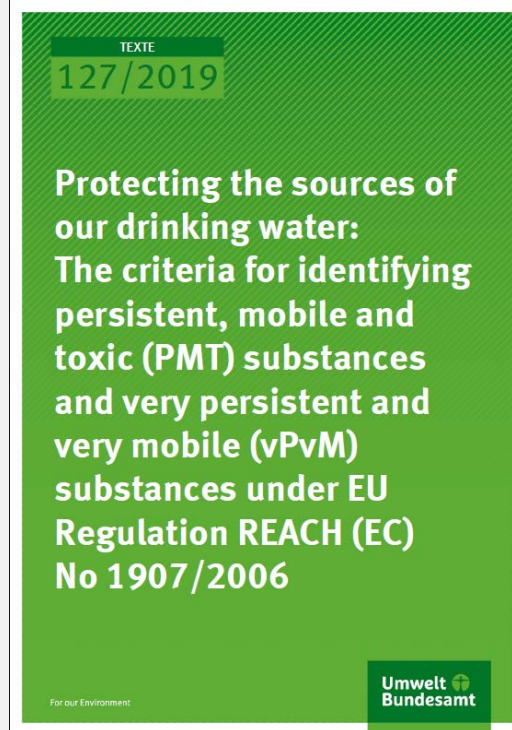 TEXTE
127/2019
Protecting the sources of
our drinking water:
The criteria for identifying
persistent, mobile and
toxic (PMT) substances
and very persistent and
very mobile (vPvM)
substances under EU
Regulation REACH (EC)
No 1907/2006
For our Environment
Umwelt
Bundesamt